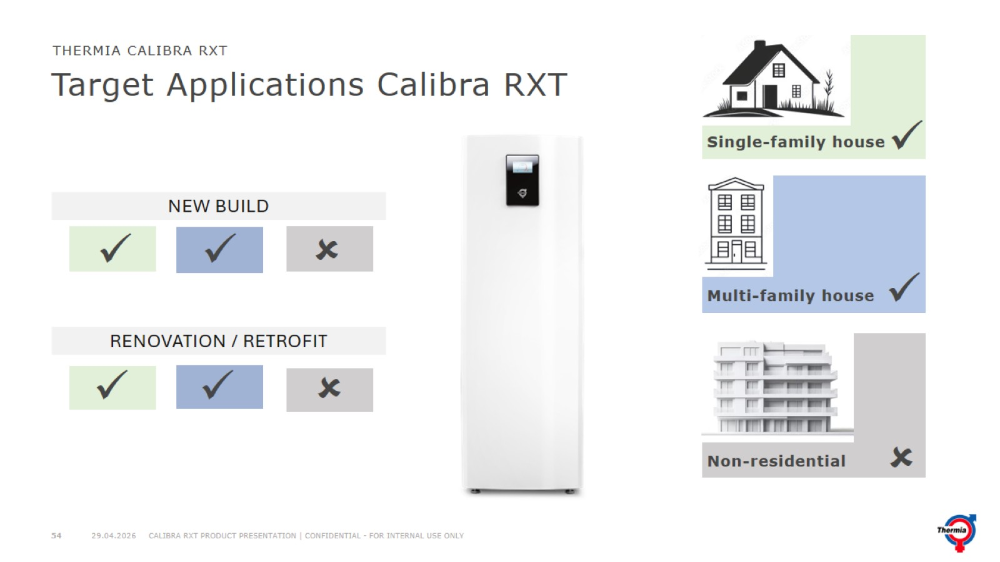 THERMIA CALIBRA RXT
Target Applications Calibra RXT
NEW BUILD
RENOVATION / RETROFIT
Single-family house
Multi-family house
Non-residential
54 29.04.2026 CALIBRA RXT PRODUCT PRESENTATION | CONFIDENTIAL - FOR INTERNAL USE ONLY
Thermia